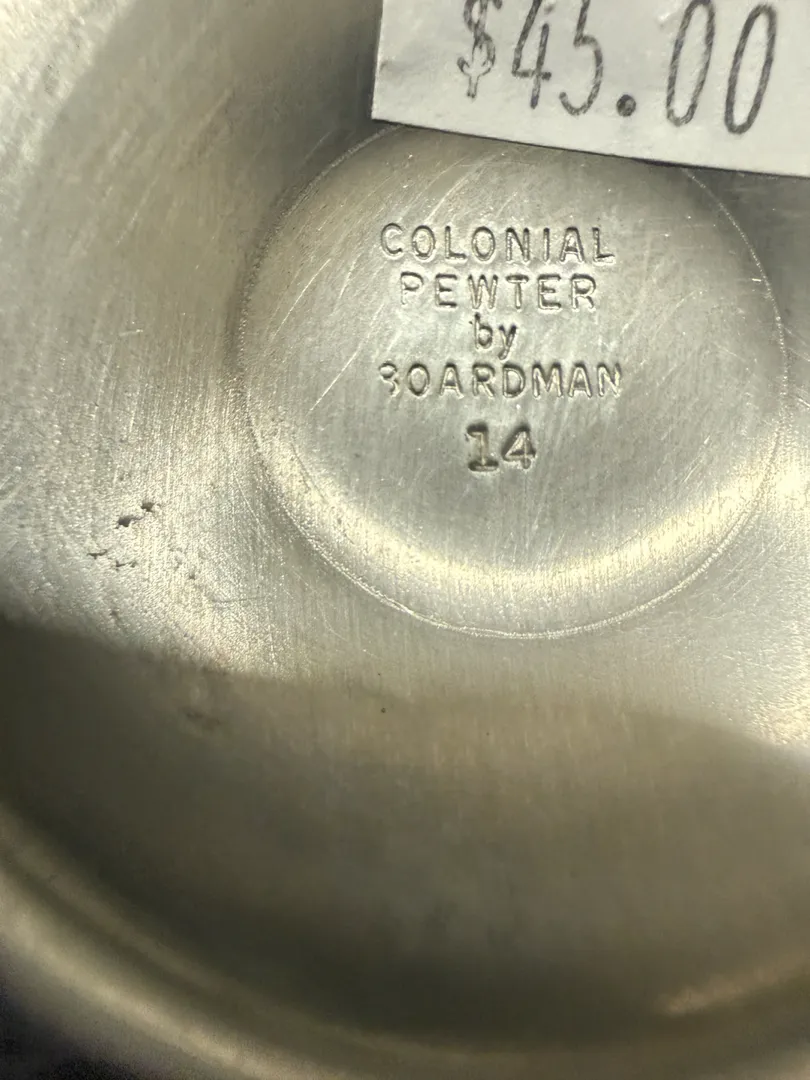 $45.00
COLONIAL
PEWTER
by
BOARDMAN
14